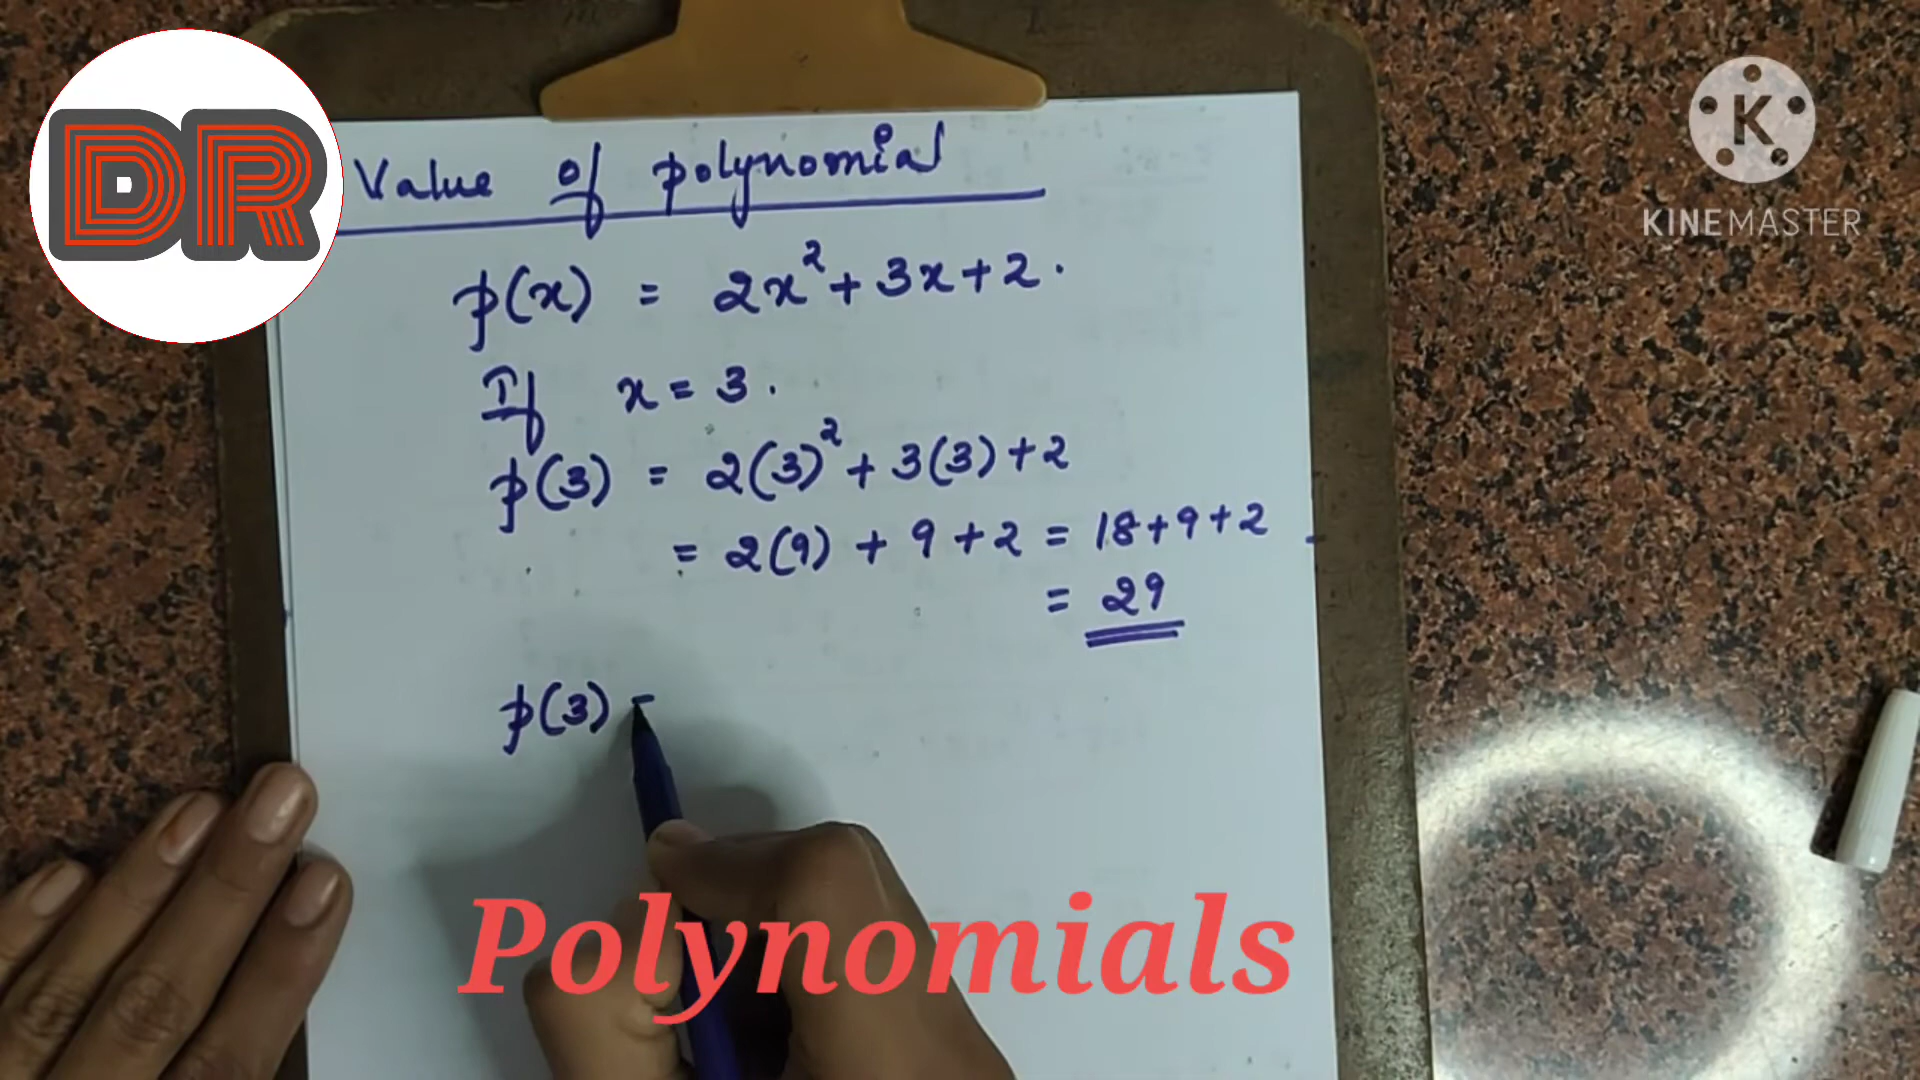 DR
Value of polynomial
p(x) = 2x² + 3x + 2.
If x = 3.
p(3) = 2(3)² + 3(3) + 2
= 2(9) + 9 + 2 = 18 + 9 + 2
= 29
p(3) =
Polynomials
K
KINEMASTER